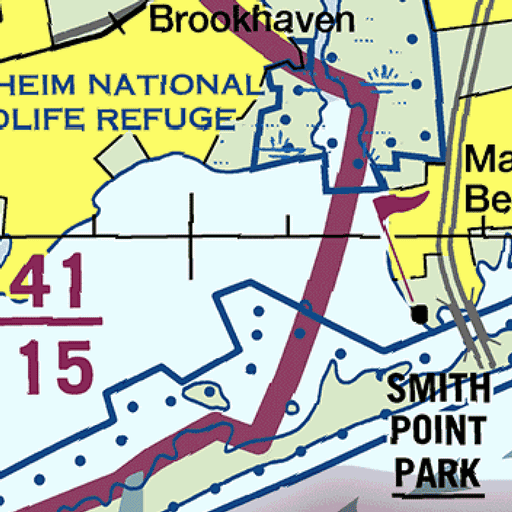 Brookhaven
HEIM NATIONAL
DLIFE REFUGE
Ma
Be
41
15
SMITH
POINT
PARK